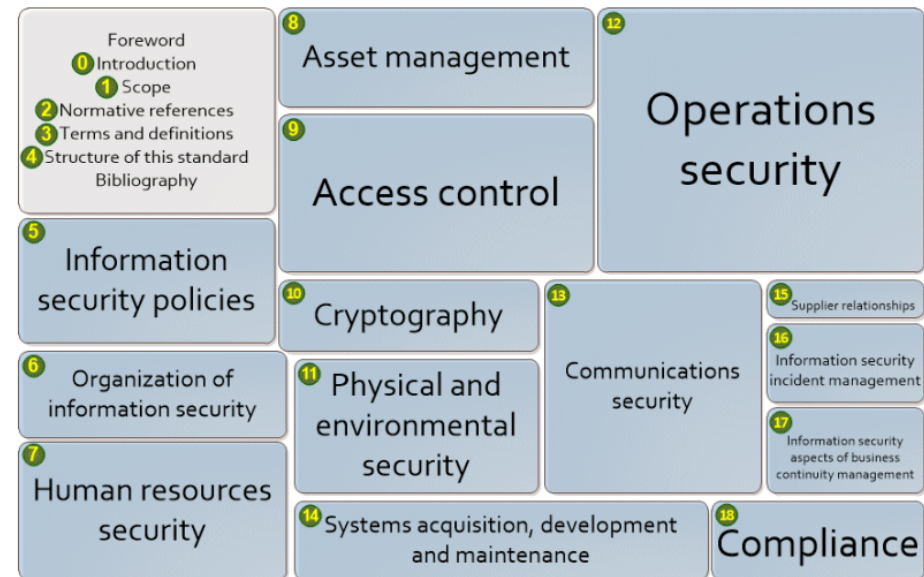 Foreword
0 Introduction
1 Scope
2 Normative references
3 Terms and definitions
4 Structure of this standard
Bibliography
5
Information
security policies
6
Organization of
information security
7
Human resources
security
8
Asset management
9
Access control
10
Cryptography
11
Physical and
environmental
security
12
Operations
security
13
Communications
security
14 Systems acquisition, development
and maintenance
15
Supplier relationships
16
Information security
incident management
17
Information security
aspects of business
continuity management
18
Compliance